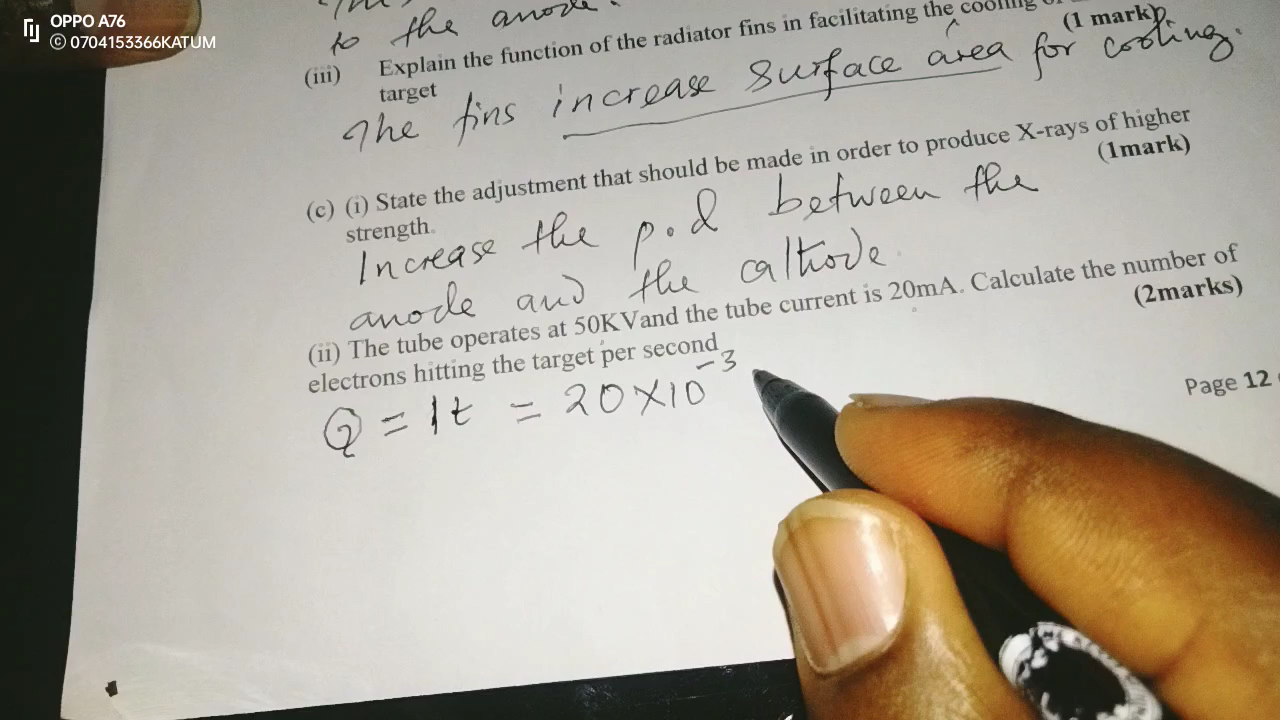 OPPO A76
© 0704153366KATUM
to the anode.
(iii) Explain the function of the radiator fins in facilitating the cooling
target (1 mark)
The fins increase surface area for cooling.
(c) (i) State the adjustment that should be made in order to produce X-rays of higher
strength. (1mark)
Increase the p.d between the
anode and the cathode
(ii) The tube operates at 50KVand the tube current is 20mA. Calculate the number of
electrons hitting the target per second (2marks)
Q = It = 20 X 10⁻³
Page 12